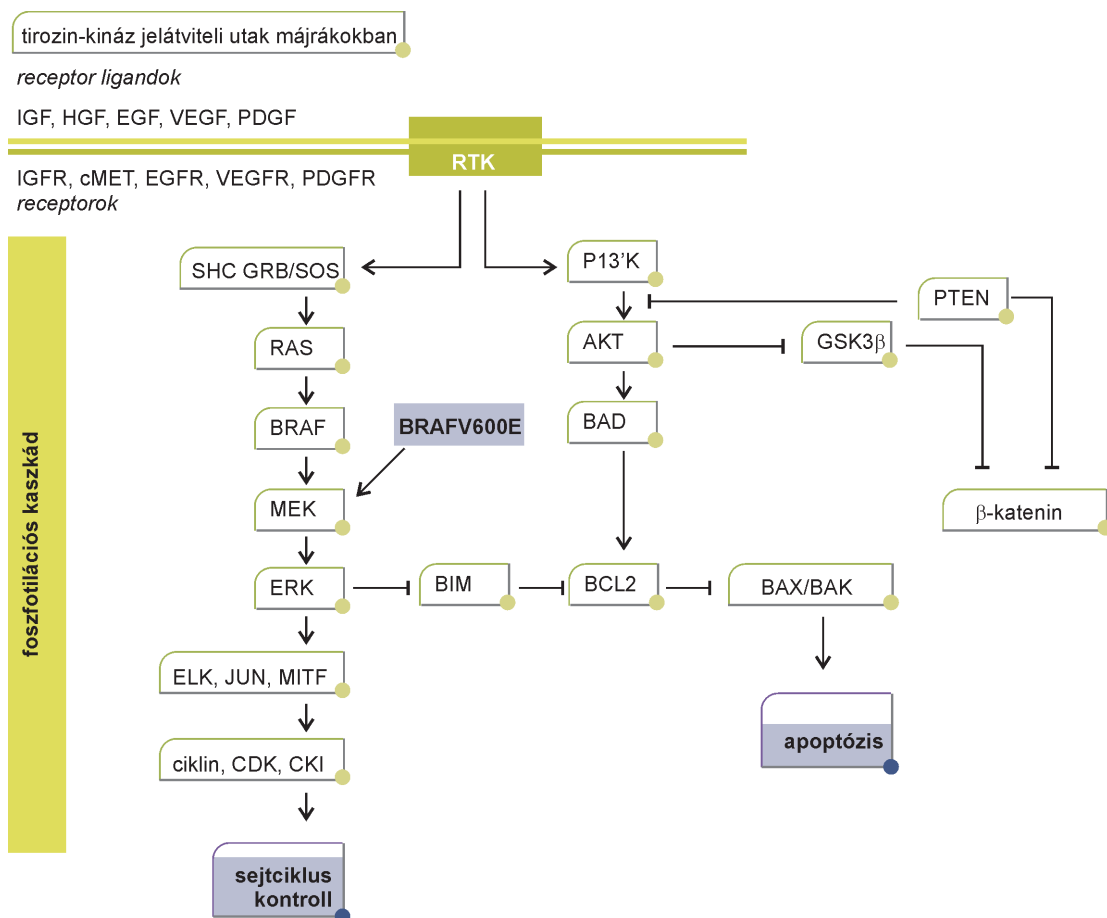 tirozin-kináz jelátviteli utak májrákokban
receptor ligandok
IGF, HGF, EGF, VEGF, PDGF
RTK
IGFR, cMET, EGFR, VEGFR, PDGFR
receptorok
foszfotilációs kaszkád
SHC GRB/SOS
P13'K
PTEN
RAS
AKT
GSK3β
BRAF
BRAFV600E
BAD
MEK
β-katenin
ERK
BIM
BCL2
BAX/BAK
ELK, JUN, MITF
apoptózis
ciklin, CDK, CKI
sejtciklus
kontroll